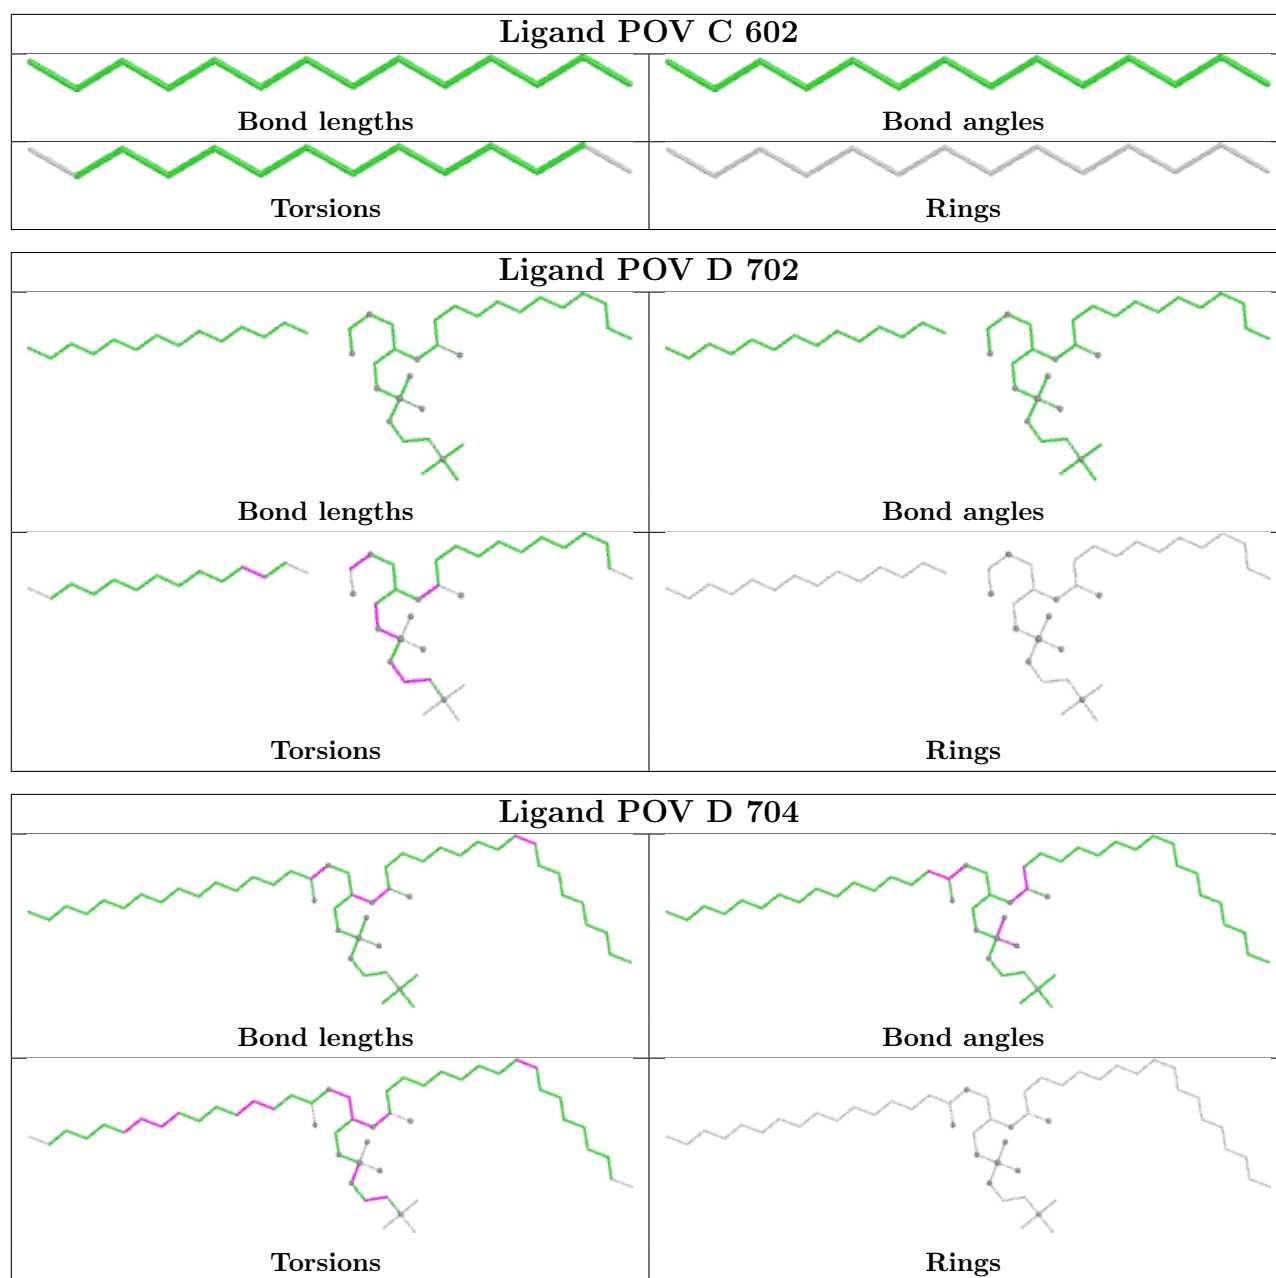 Ligand POV C 602
Bond lengths
Bond angles
Torsions
Rings
Ligand POV D 702
Bond lengths
Bond angles
Torsions
Rings
Ligand POV D 704
Bond lengths
Bond angles
Torsions
Rings